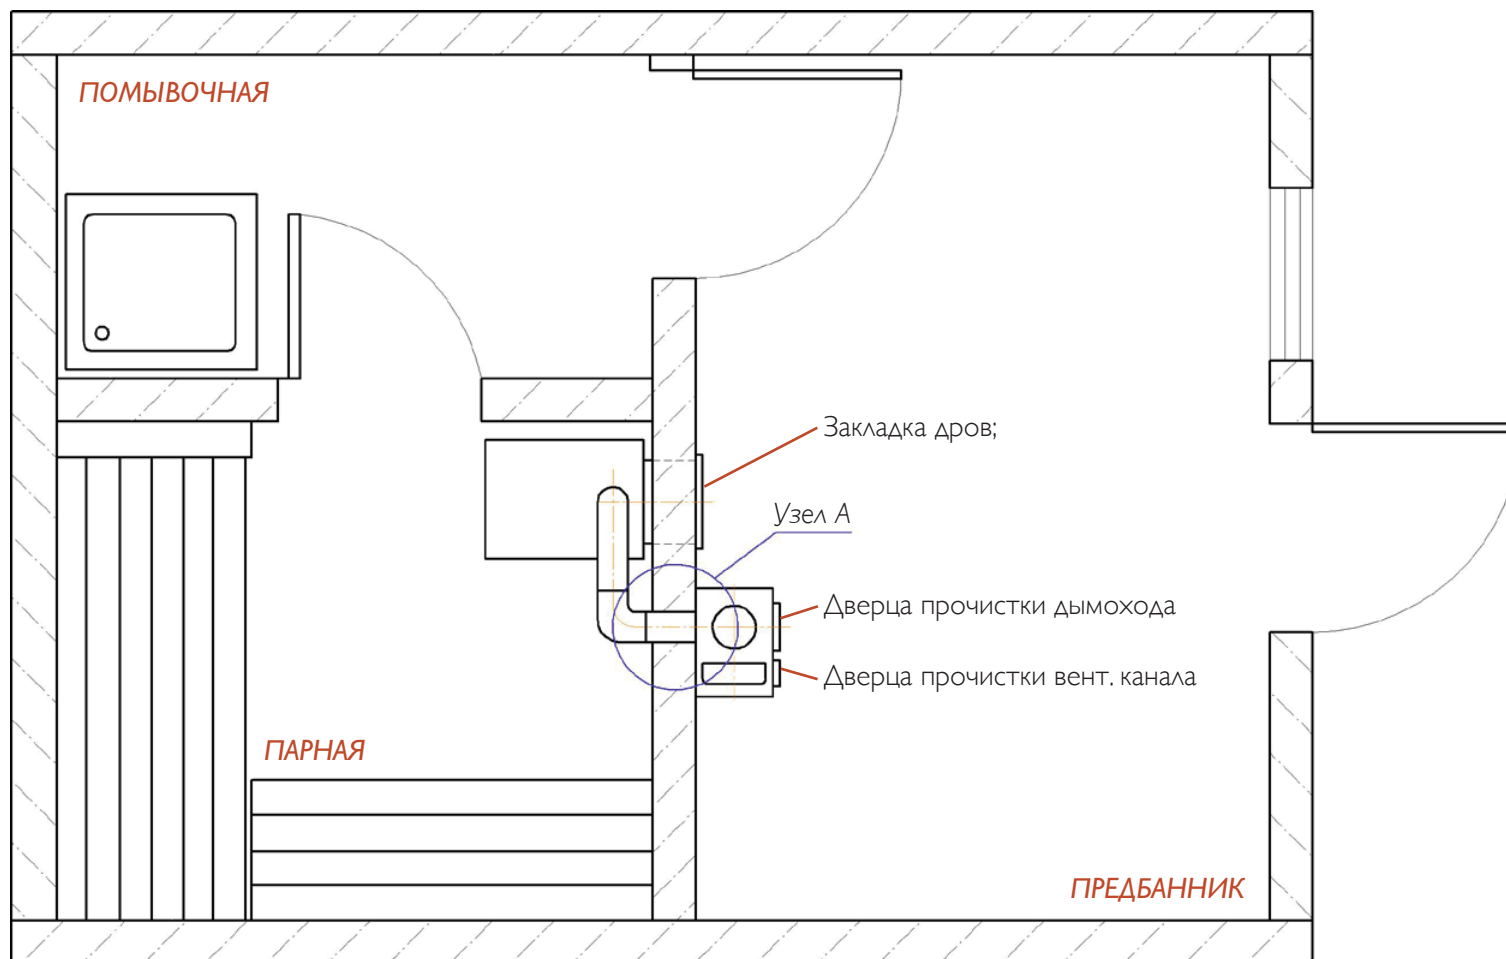 ПОМЫВОЧНАЯ
Закладка дров;
Узел А
Дверца прочистки дымохода
Дверца прочистки вент. канала
ПАРНАЯ
ПРЕДБАННИК